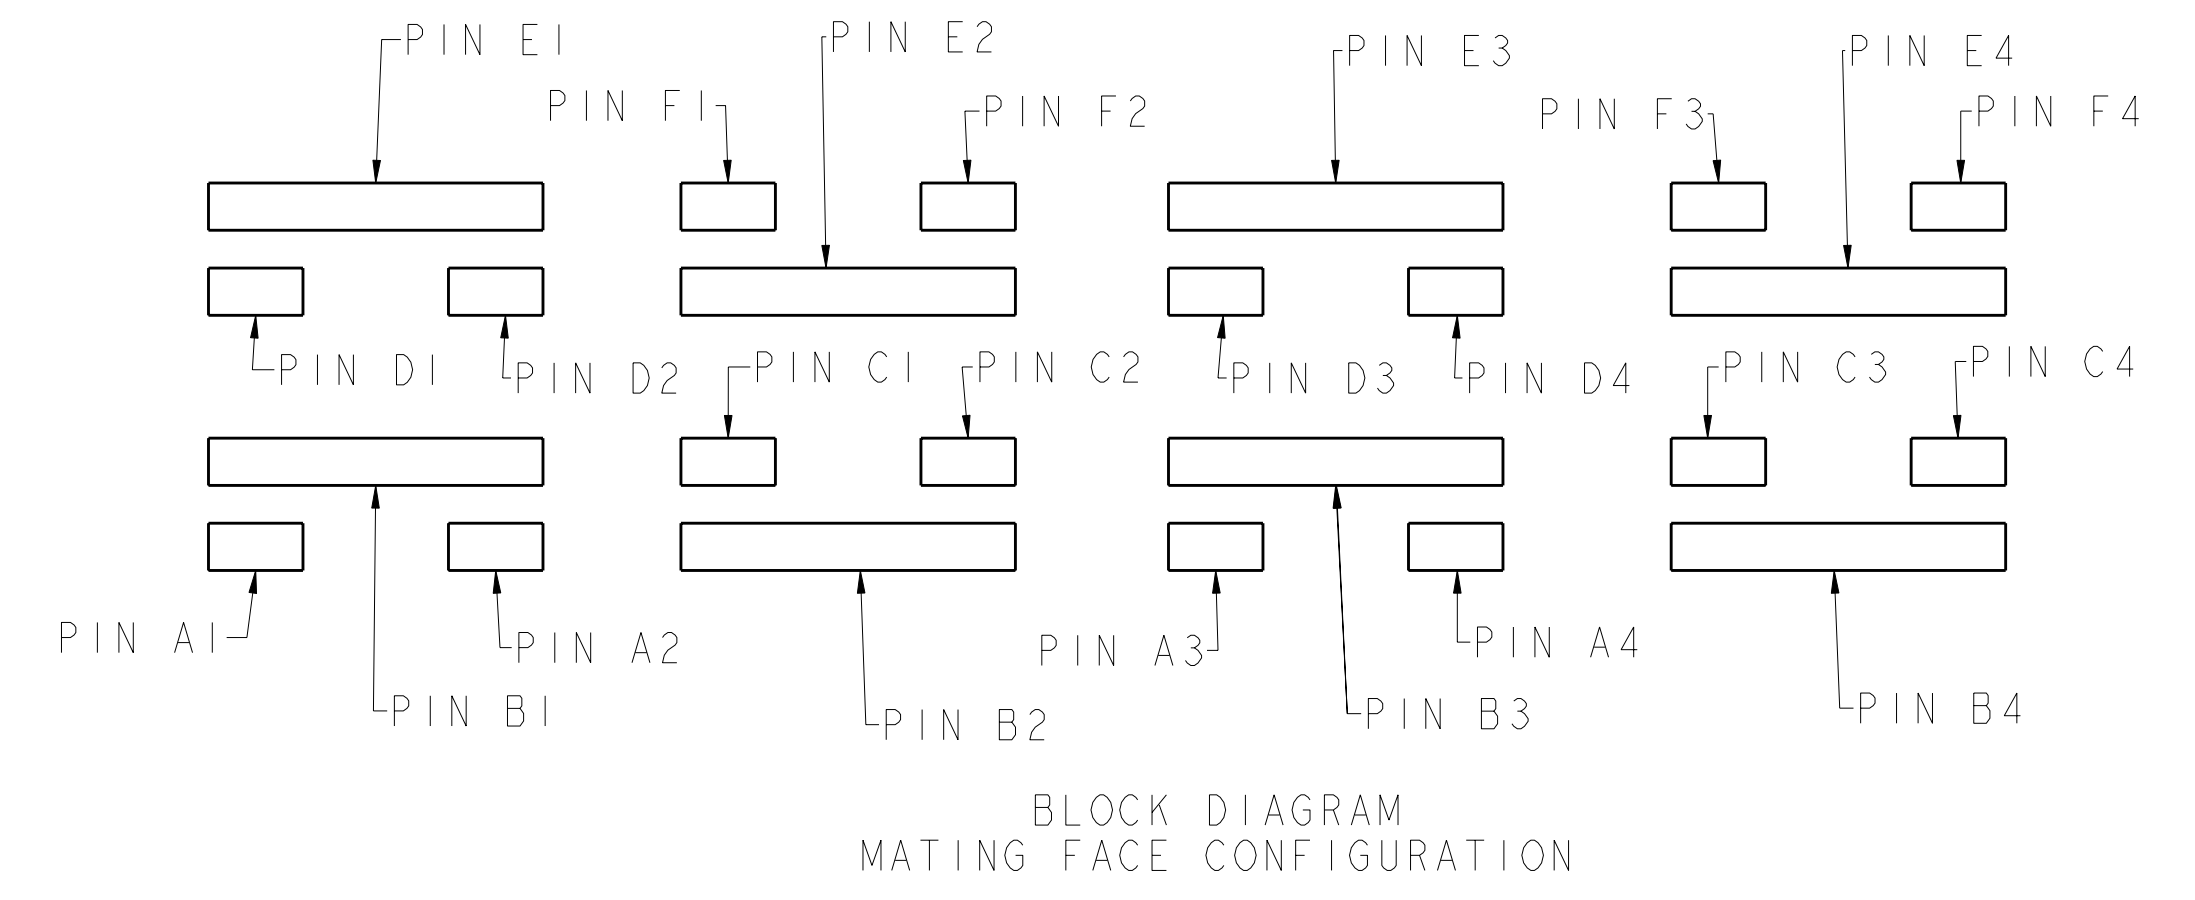 PIN E1
PIN E2
PIN E3
PIN E4
PIN F1
PIN F2
PIN F3
PIN F4
PIN D1
PIN D2
PIN C1
PIN C2
PIN D3
PIN D4
PIN C3
PIN C4
PIN A1
PIN A2
PIN A3
PIN A4
PIN B1
PIN B2
PIN B3
PIN B4
BLOCK DIAGRAM
MATING FACE CONFIGURATION